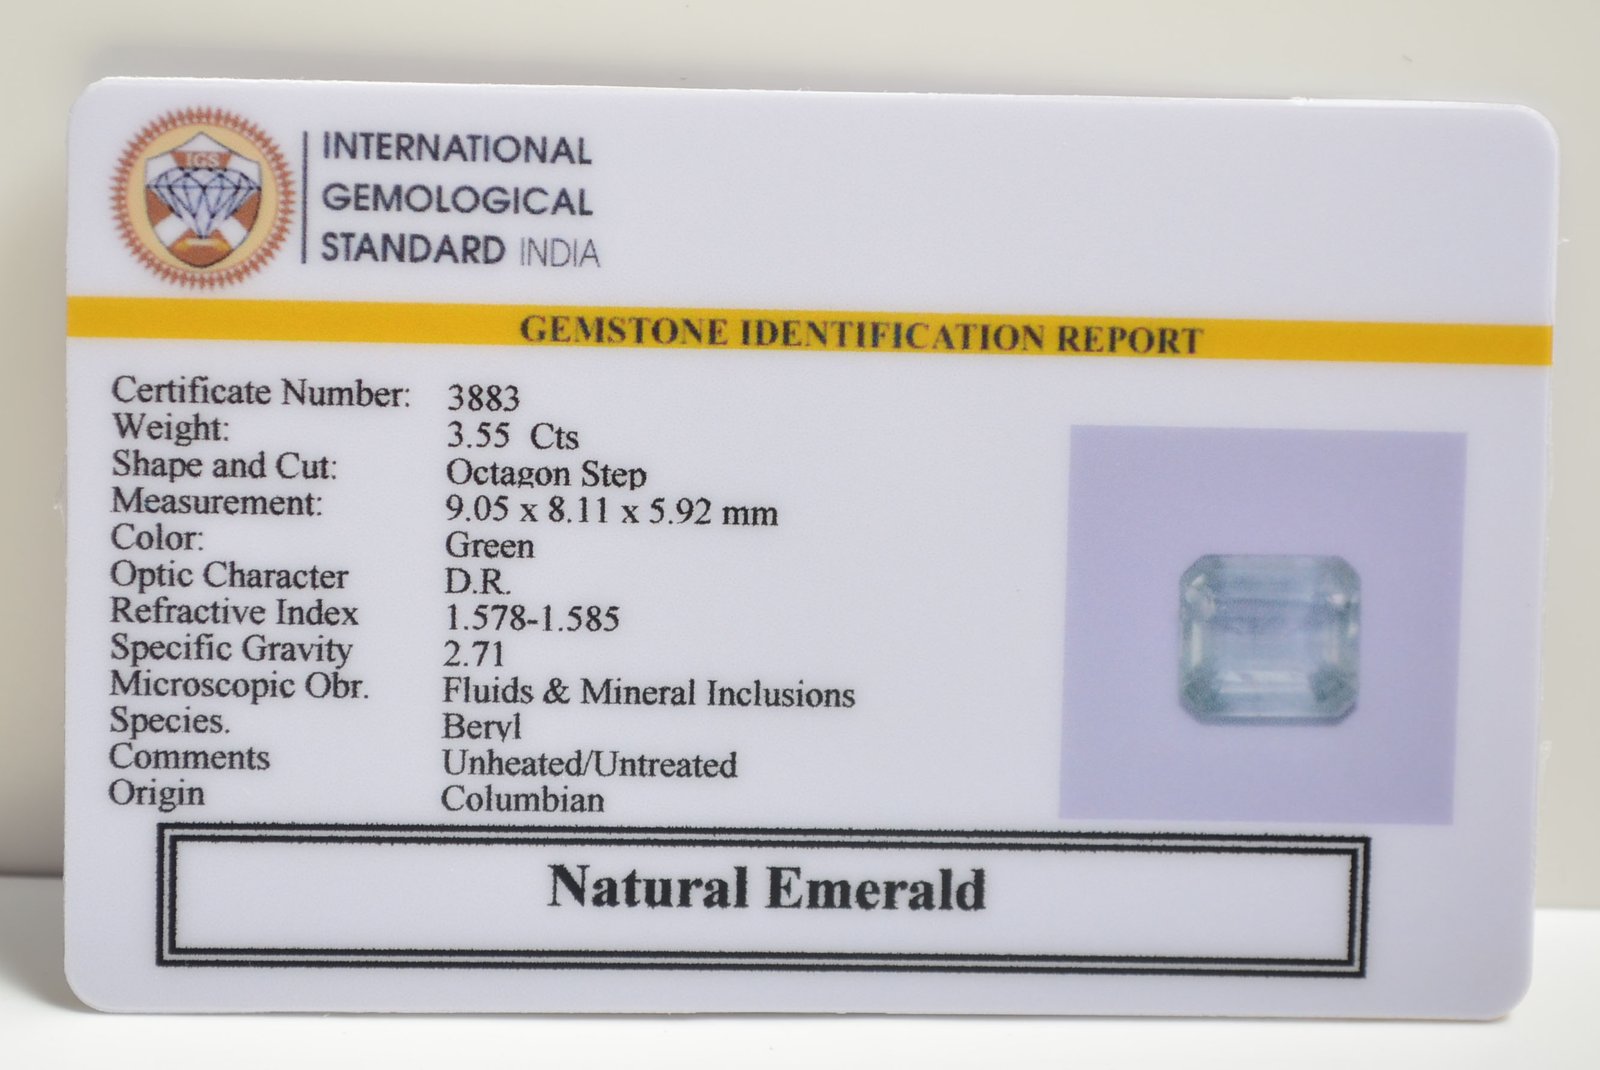 IGS
INTERNATIONAL
GEMOLOGICAL
STANDARD INDIA
GEMSTONE IDENTIFICATION REPORT
Certificate Number: 3883
Weight: 3.55 Cts
Shape and Cut: Octagon Step
Measurement: 9.05 x 8.11 x 5.92 mm
Color: Green
Optic Character D.R.
Refractive Index 1.578-1.585
Specific Gravity 2.71
Microscopic Obr. Fluids & Mineral Inclusions
Species. Beryl
Comments Unheated/Untreated
Origin Columbian
Natural Emerald